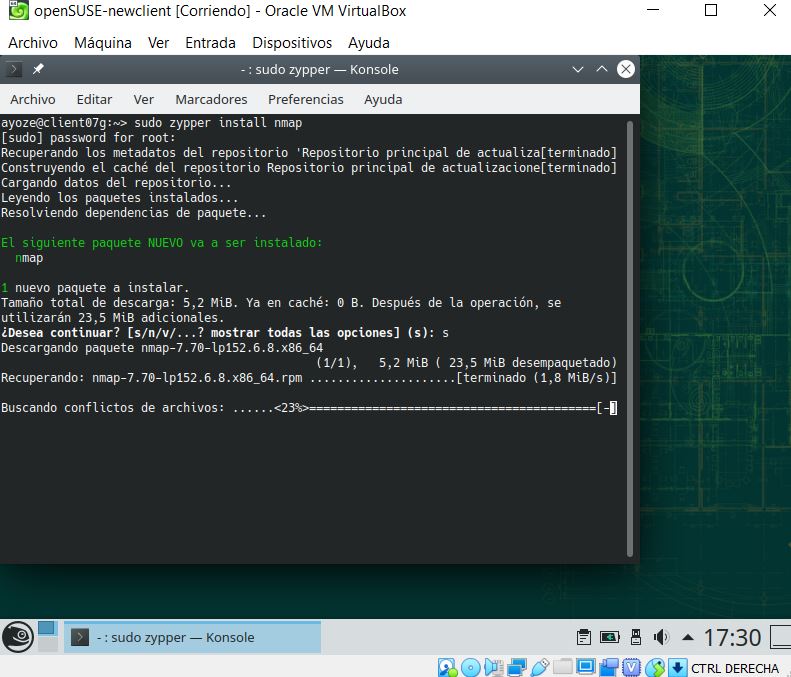 openSUSE-newclient [Corriendo] - Oracle VM VirtualBox
Archivo Máquina Ver Entrada Dispositivos Ayuda
- : sudo zypper — Konsole
Archivo Editar Ver Marcadores Preferencias Ayuda
ayoze@client07g:~> sudo zypper install nmap
[sudo] password for root:
Recuperando los metadatos del repositorio 'Repositorio principal de actualiza[terminado]
Construyendo el caché del repositorio Repositorio principal de actualizacione[terminado]
Cargando datos del repositorio...
Leyendo los paquetes instalados...
Resolviendo dependencias de paquete...
El siguiente paquete NUEVO va a ser instalado:
nmap
1 nuevo paquete a instalar.
Tamaño total de descarga: 5,2 MiB. Ya en caché: 0 B. Después de la operación, se
utilizarán 23,5 MiB adicionales.
¿Desea continuar? [s/n/v/...? mostrar todas las opciones] (s): s
Descargando paquete nmap-7.70-lp152.6.8.x86_64
(1/1), 5,2 MiB ( 23,5 MiB desempaquetado)
Recuperando: nmap-7.70-lp152.6.8.x86_64.rpm .....................[terminado (1,8 MiB/s)]
Buscando conflictos de archivos: ......<23%>=========================================[-]
- : sudo zypper — Konsole
17:30
CTRL DERECHA